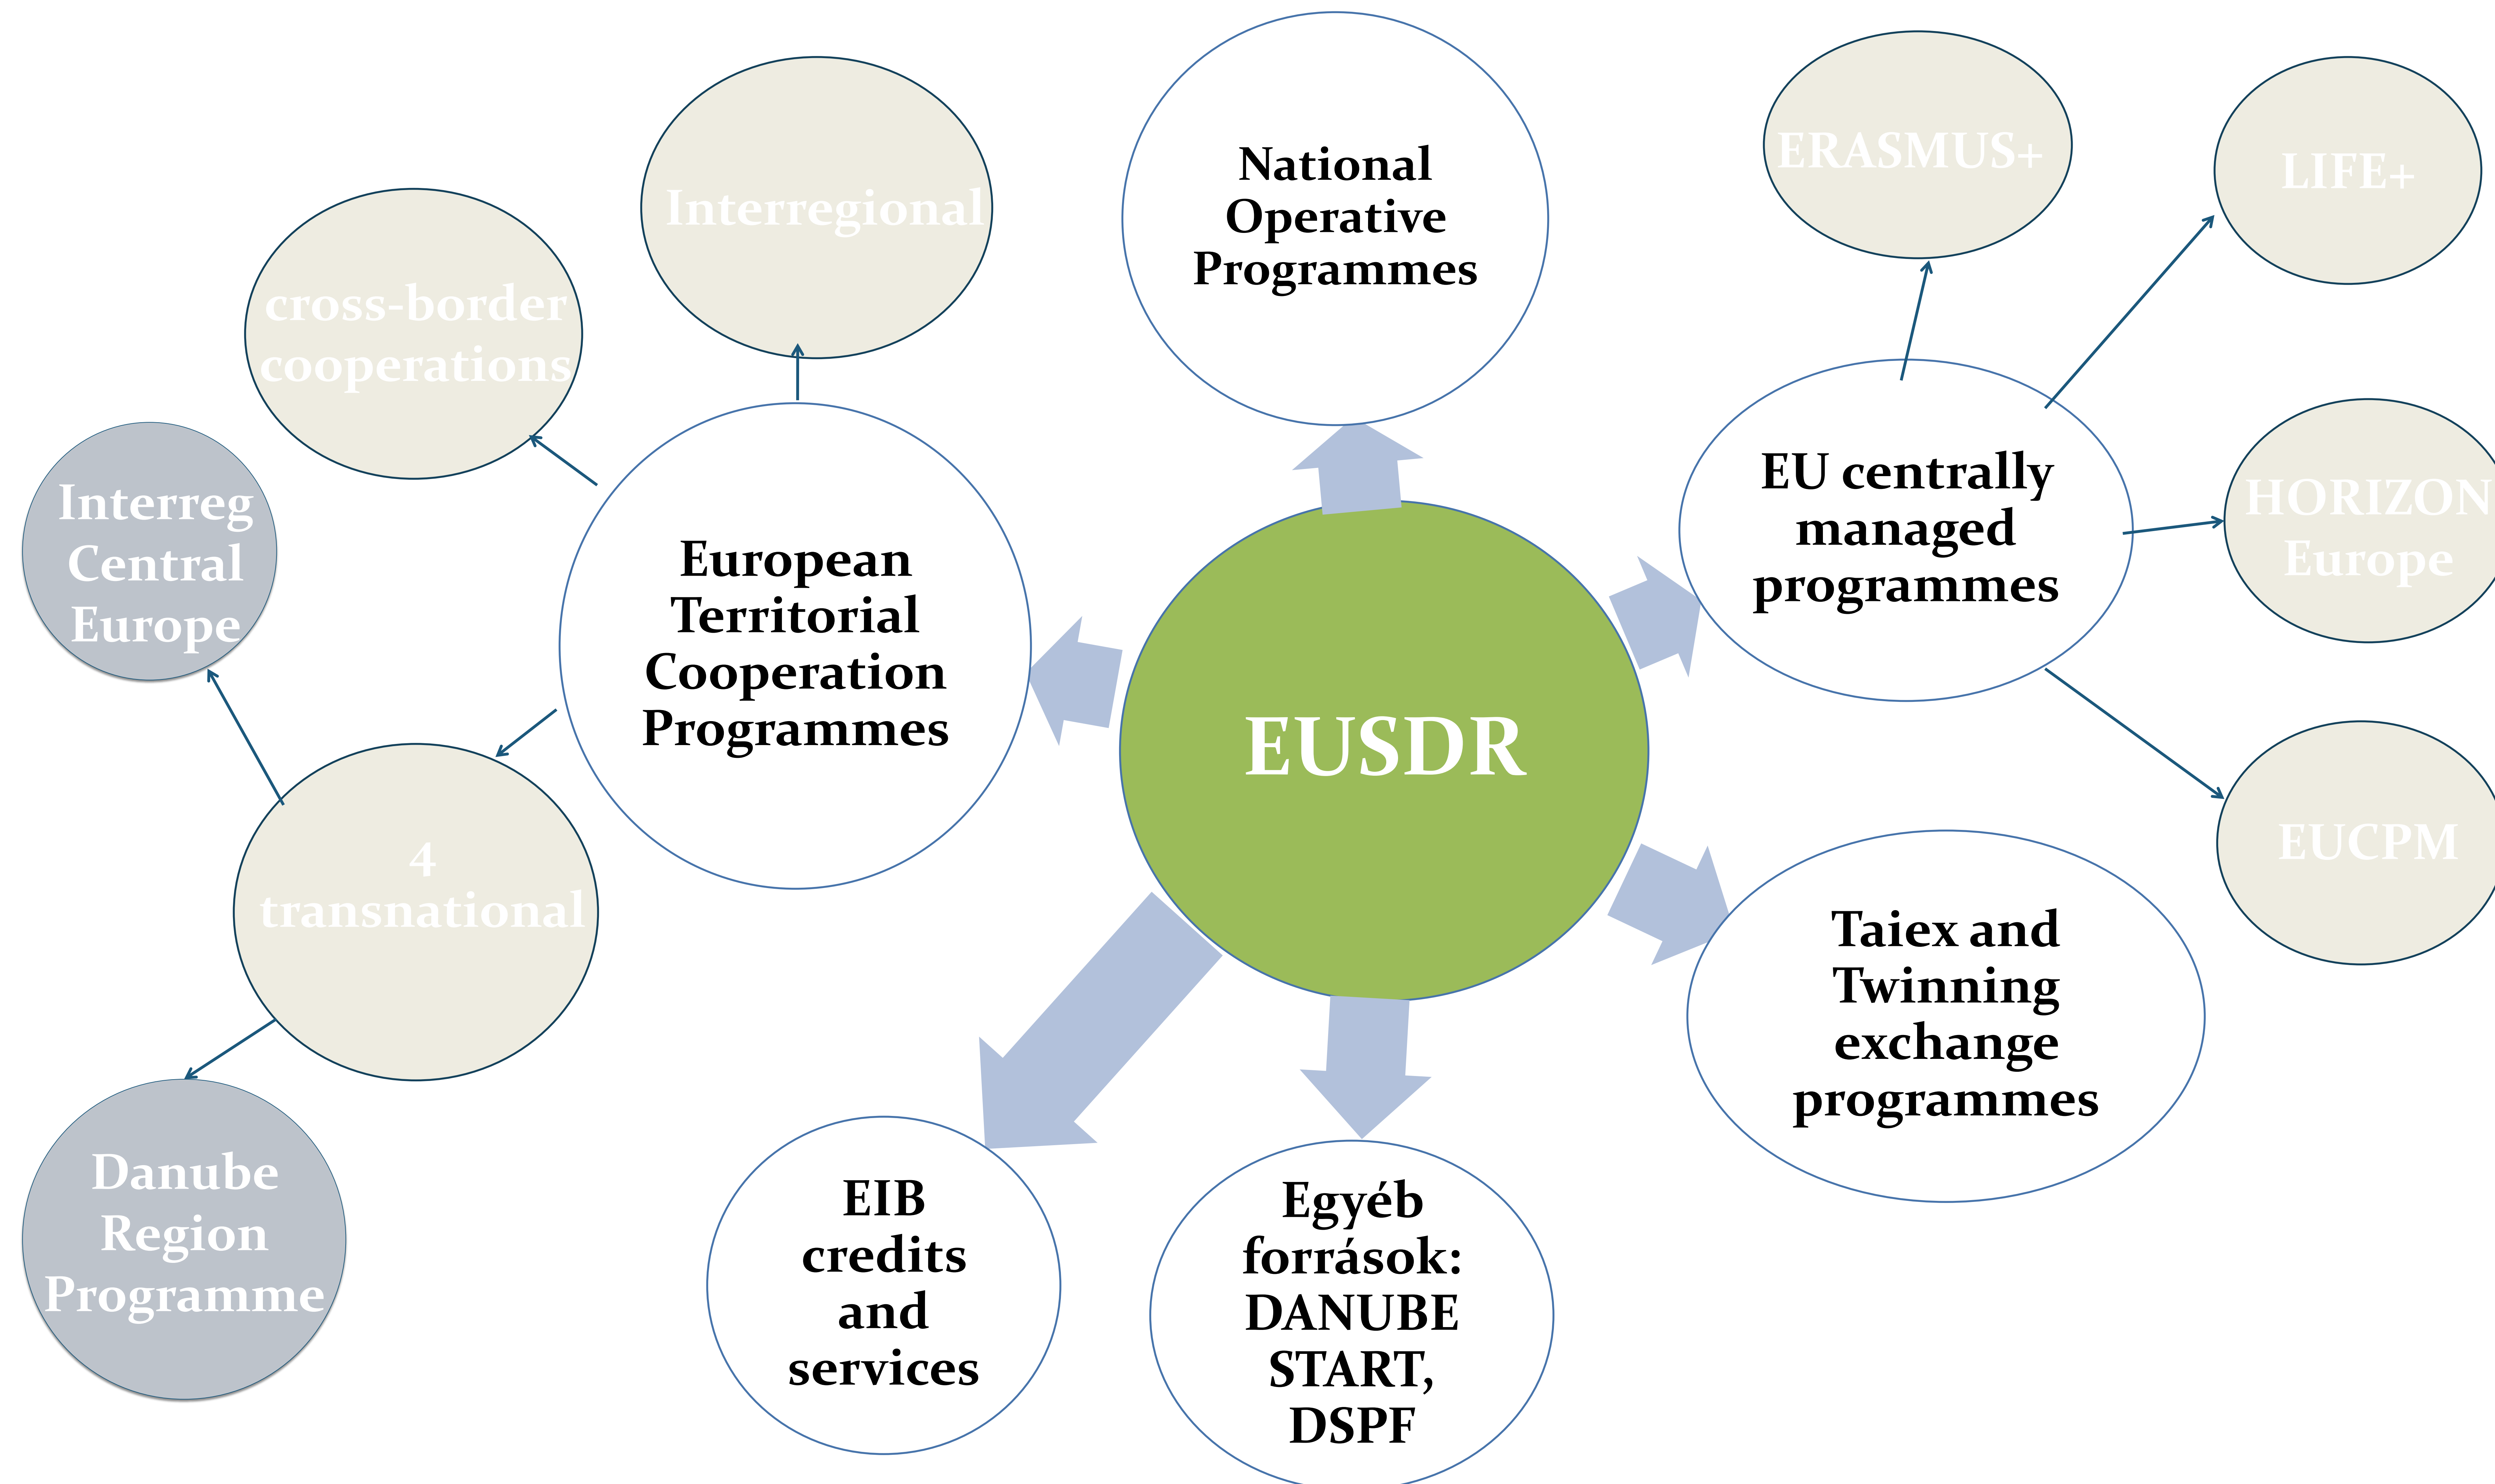 National
Operative
Programmes
ERASMUS+
LIFE+
Interregional
cross-border
cooperations
Interreg
Central
Europe
European
Territorial
Cooperation
Programmes
EU centrally
managed
programmes
HORIZON
Europe
EUSDR
4
transnational
EUCPM
Taiex and
Twinning
exchange
programmes
Danube
Region
Programme
EIB
credits
and
services
Egyéb
források:
DANUBE
START,
DSPF